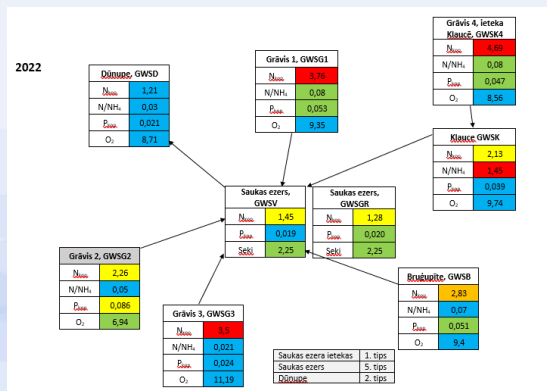 2022
Grāvis 4, ieteka
Klaucē, GWSK4
Nkop. 4,69
N/NH₄ 0,08
Pkop. 0,047
O₂ 8,56
Grāvis 1, GWSG1
Nkop. 3,76
N/NH₄ 0,08
Pkop. 0,053
O₂ 9,35
Dūņupe, GWSD
Nkop. 1,21
N/NH₄ 0,03
Pkop. 0,021
O₂ 8,71
Klauce GWSK
Nkop. 2,13
N/NH₄ 1,45
Pkop. 0,039
O₂ 9,74
Saukas ezers,
GWSV
Nkop. 1,45
Pkop. 0,019
Seki 2,25
Saukas ezers,
GWSGR
Nkop. 1,28
Pkop. 0,020
Seki 2,25
Grāvis 2, GWSG2
Nkop. 2,26
N/NH₄ 0,05
Pkop. 0,086
O₂ 6,94
Grāvis 3, GWSG3
Nkop. 3,5
N/NH₄ 0,021
Pkop. 0,024
O₂ 11,19
Bružupīte, GWSB
Nkop. 2,83
N/NH₄ 0,07
Pkop. 0,051
O₂ 9,4
Saukas ezera ietekas 1. tips
Saukas ezers 5. tips
Dūņupe 2. tips